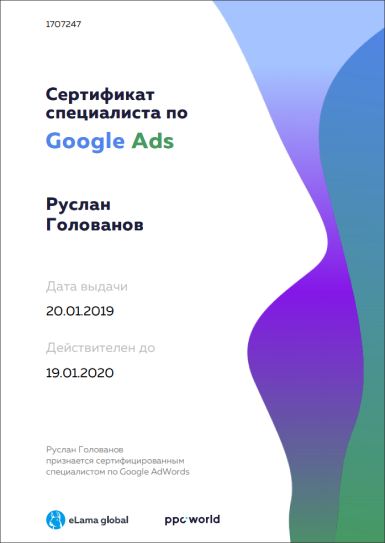 1707247
Сертификат
специалиста по
Google Ads
Руслан
Голованов
Дата выдачи
20.01.2019
Действителен до
19.01.2020
Руслан Голованов
признается сертифицированным
специалистом по Google AdWords
eLama global ppc world